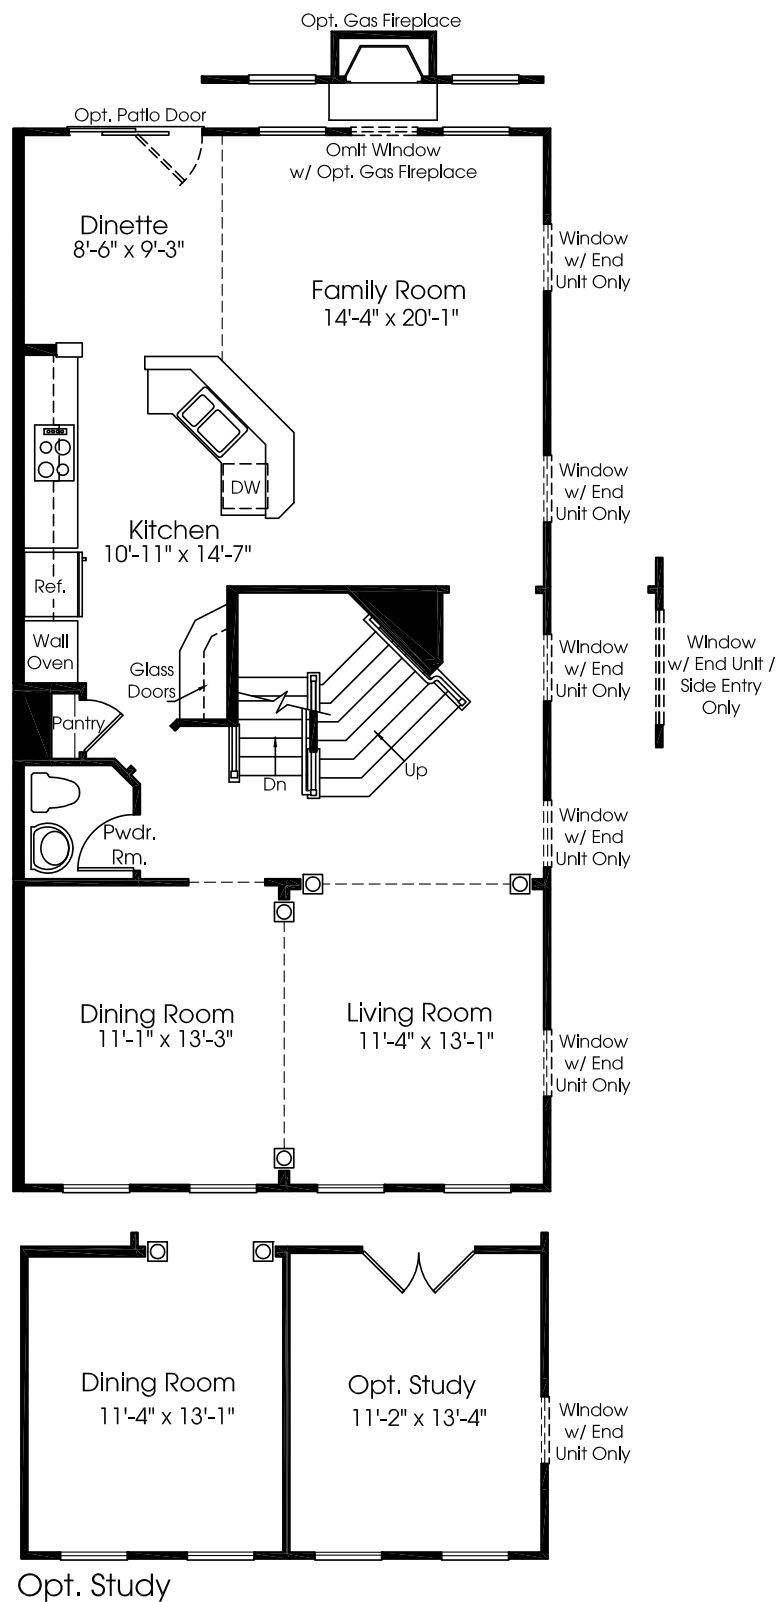 Opt. Gas Fireplace
Opt. Patio Door
Omit Window
w/ Opt. Gas Fireplace
Dinette
8'-6" x 9'-3"
Window
w/ End
Unit Only
Family Room
14'-4" x 20'-1"
Window
w/ End
Unit Only
DW
Kitchen
10'-11" x 14'-7"
Ref.
Wall
Oven
Glass
Doors
Window
w/ End
Unit Only
Window
w/ End Unit /
Side Entry
Only
Pantry
Up
Dn
Pwdr.
Rm.
Window
w/ End
Unit Only
Dining Room
11'-1" x 13'-3"
Living Room
11'-4" x 13'-1"
Window
w/ End
Unit Only
Dining Room
11'-4" x 13'-1"
Opt. Study
11'-2" x 13'-4"
Window
w/ End
Unit Only
Opt. Study